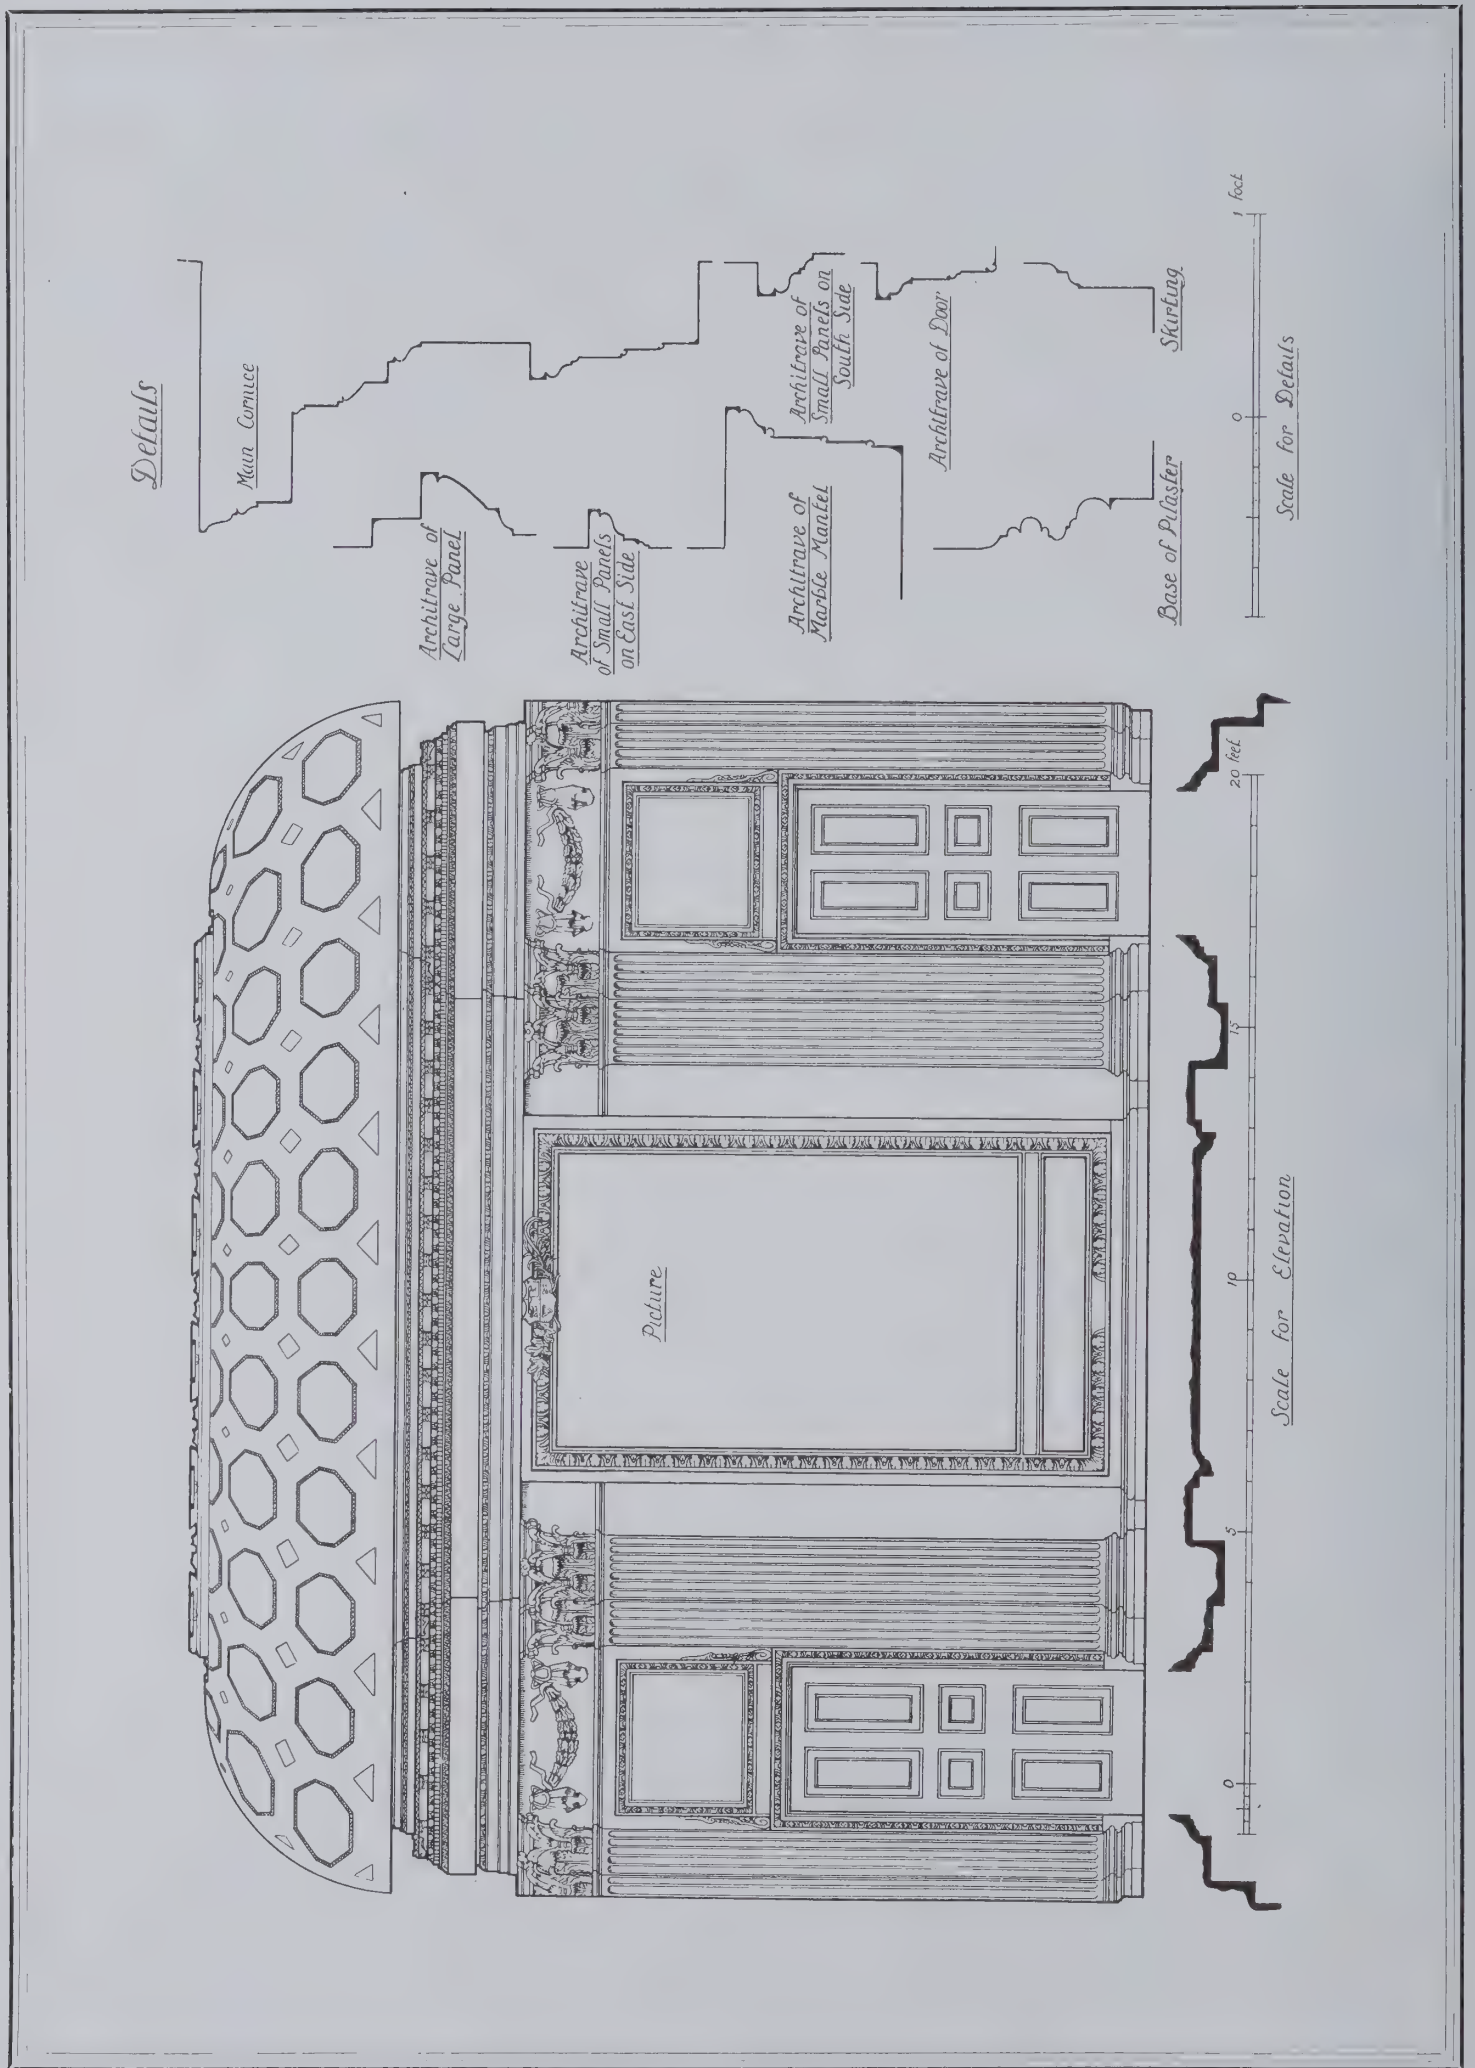 Details
Main Cornice
Architrave of
Large Panel
Architrave
of Small Panels
on East Side
Architrave of
Marble Mantel
Architrave of
Small Panels on
South Side
Architrave of Door
Base of Pilaster
Skirting
0
1 Foot
Scale for Details
Picture
0
5
10
15
20 feet
Scale for Elevation